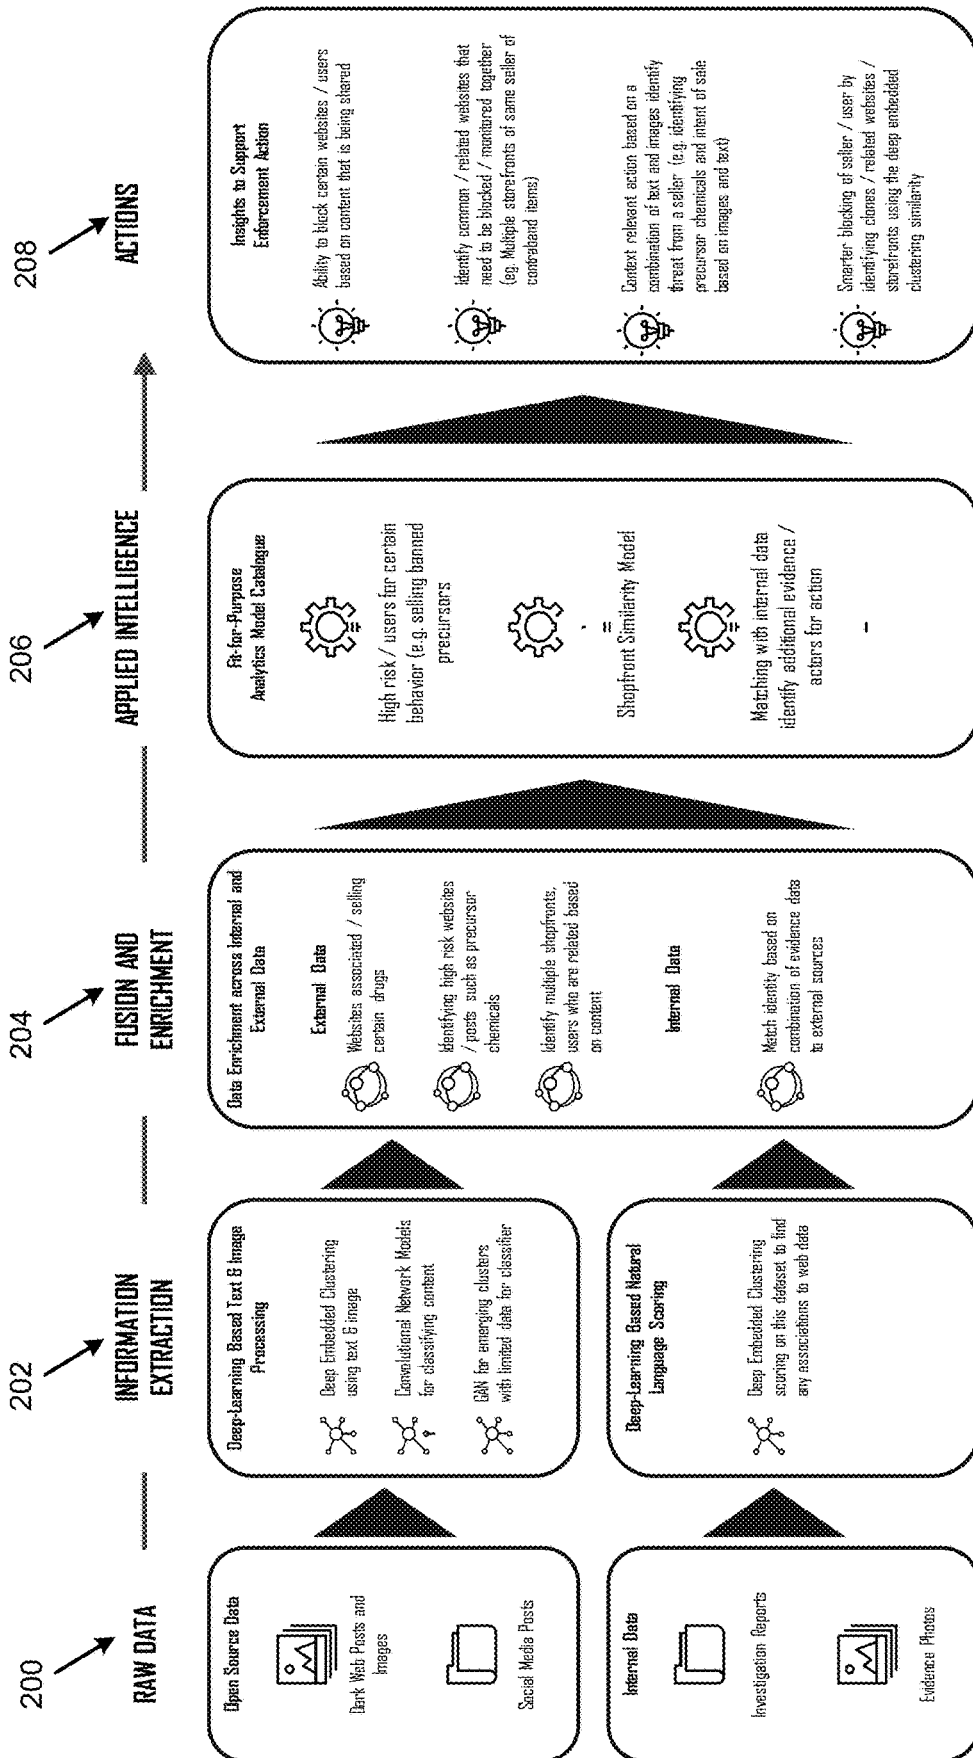 200
RAW DATA
Open Source Data
Dark Web Posts and
Images
Social Media Posts
Internal Data
Investigation Reports
Evidence Photos
202
INFORMATION
EXTRACTION
Deep-Learning Based Text & Image
Processing
Deep Embedded Clustering
using text & image
Convolutional Network Models
for classifying content
GAN for emerging clusters
with limited data for classifier
Deep-Learning Based Natural
Language Scoring
Deep Embedded Clustering
scoring on this dataset to find
any associations to web data
204
FUSION AND
ENRICHMENT
Data Enrichment across Internal and
External Data
External Data
Websites associated / selling
certain drugs
Identifying high risk websites
/ posts such as precursor
chemicals
Identify multiple shopfronts,
users who are related based
on content
Internal Data
Match identity based on
combination of evidence data
to external sources
206
APPLIED INTELLIGENCE
Fit-for-Purpose
Analytics Model Catalogue
High risk / users for certain
behavior (e.g. selling banned
precursors
Shopfront Similarity Model
Matching with internal data
identify additional evidence /
actors for action
208
ACTIONS
Insights to Support
Enforcement Action
Ability to block certain websites / users
based on content that is being shared
Identify common / related websites that
need to be blocked / monitored together
(eg. Multiple storefronts of same seller of
contraband items)
Context relevant action based on a
combination of text and images identify
threat from a seller (e.g. identifying
precursor chemicals and intent of sale
based on images and text)
Smarter blocking of seller / user by
identifying clones / related websites /
storefronts using the deep embedded
clustering similarity